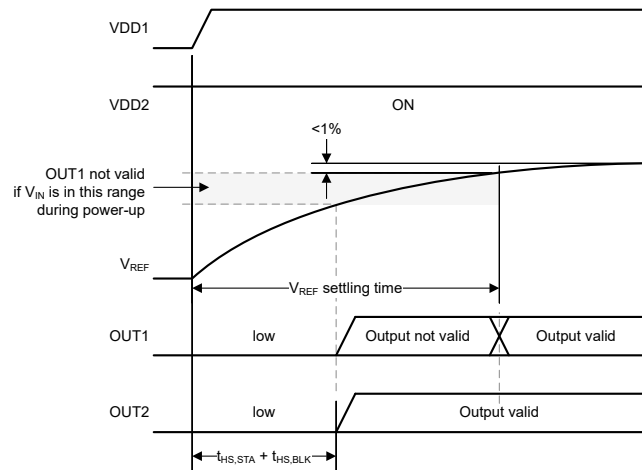 VDD1
VDD2
ON
<1%
OUT1 not valid
if VIN is in this range
during power-up
VREF
VREF settling time
OUT1
low
Output not valid
Output valid
OUT2
low
Output valid
tHS,STA + tHS,BLK